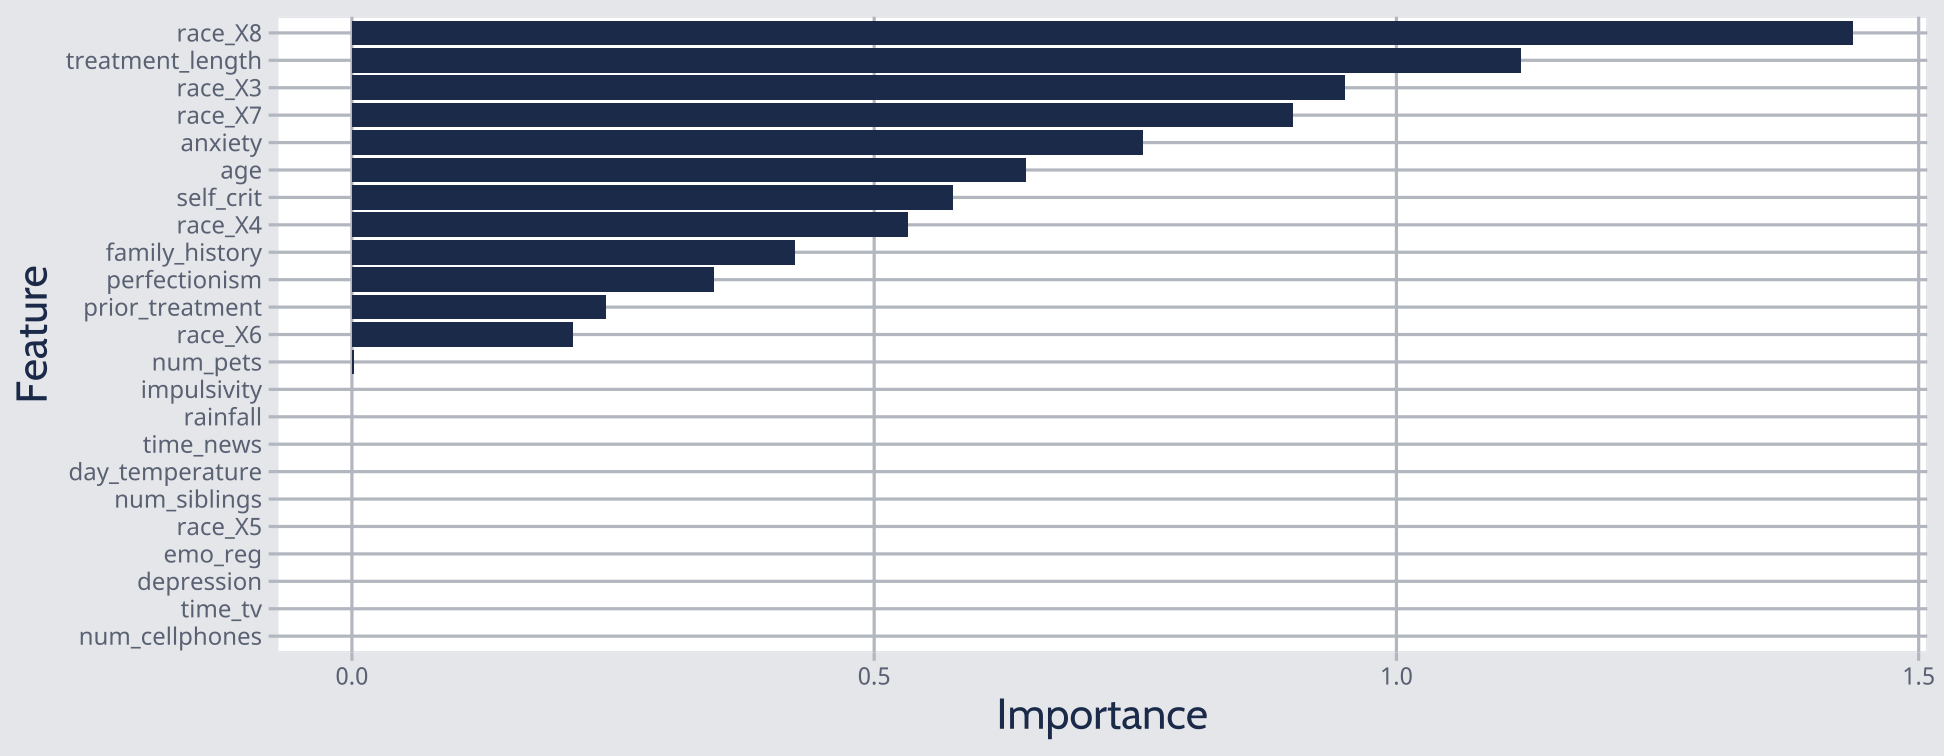 race_X8
treatment_length
race_X3
race_X7
anxiety
age
self_crit
race_X4
family_history
perfectionism
prior_treatment
race_X6
num_pets
impulsivity
rainfall
time_news
day_temperature
num_siblings
race_X5
emo_reg
depression
time_tv
num_cellphones
Feature
0.0 0.5 1.0 1.5
Importance